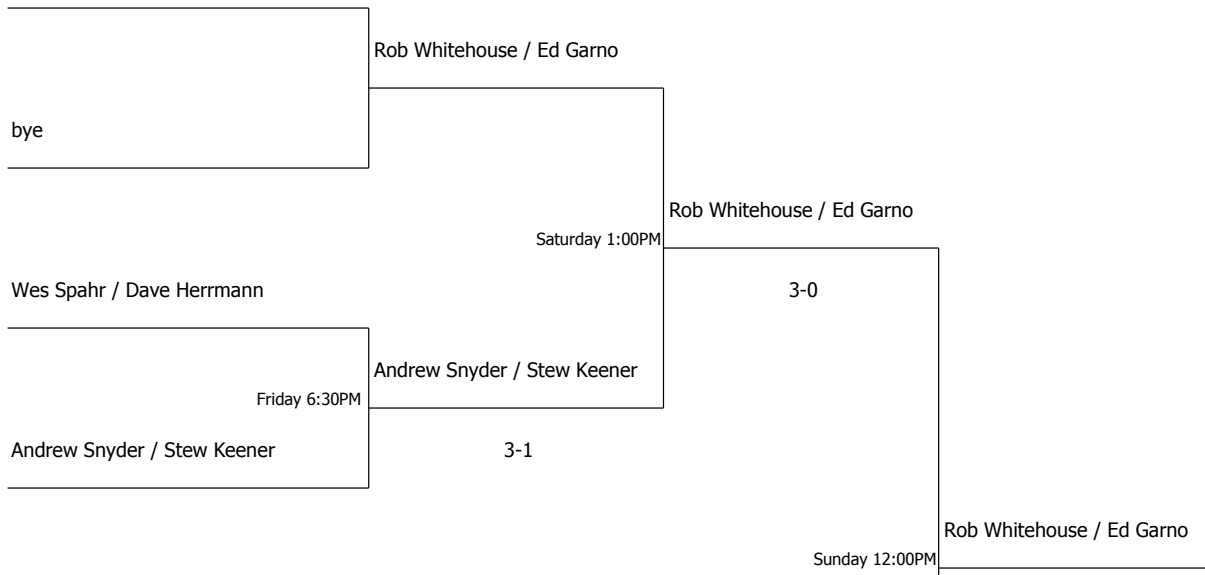 Rob Whitehouse / Ed Garno
bye
Rob Whitehouse / Ed Garno
Saturday 1:00PM
Wes Spahr / Dave Herrmann
3-0
Andrew Snyder / Stew Keener
Friday 6:30PM
Andrew Snyder / Stew Keener
3-1
Rob Whitehouse / Ed Garno
Sunday 12:00PM